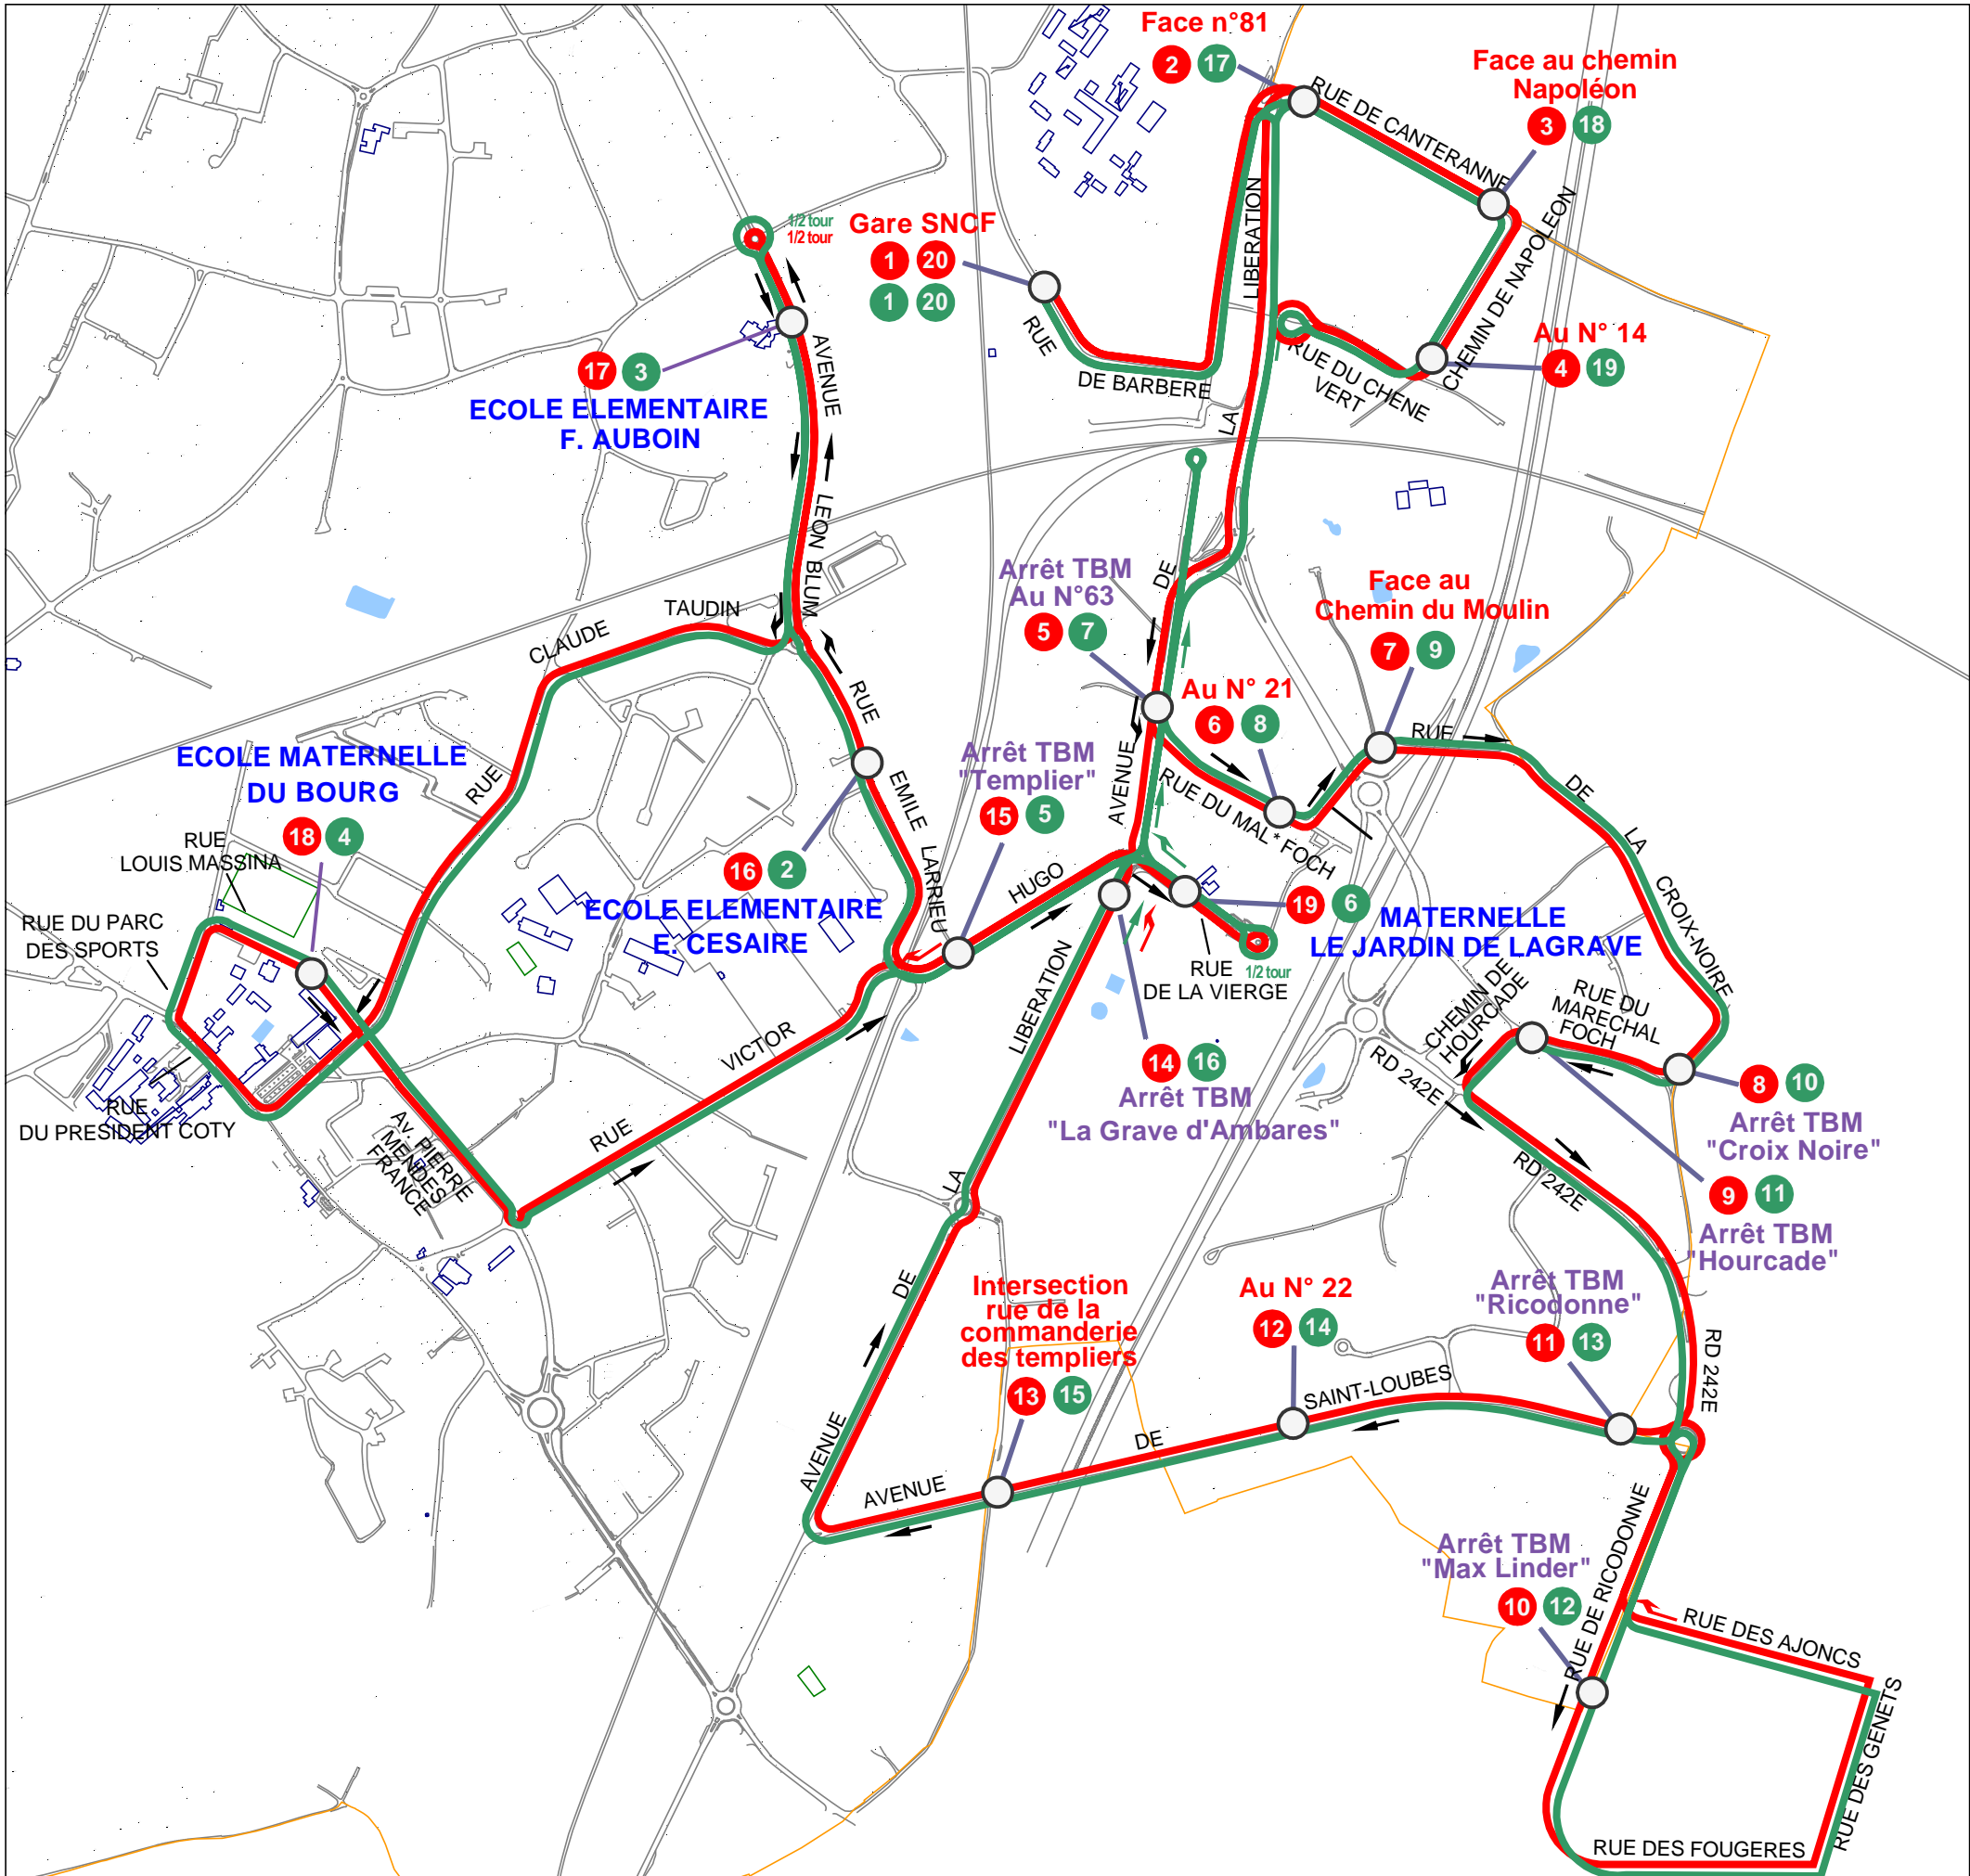 Face n°81
2 17
RUE DE CANTERANNE
Face au chemin
Napoléon
3 18
1/2 tour
1/2 tour
Gare SNCF
1 20
1 20
LIBERATION
CHEMIN DE NAPOLEON
Au N° 14
4 19
RUE
DE BARBERE
RUE DU CHENE
VERT
17 3
ECOLE ELEMENTAIRE
F. AUBOIN
AVENUE
LEON BLUM
LA
DE
Arrêt TBM
Au N°63
5 7
Face au
Chemin du Moulin
7 9
TAUDIN
CLAUDE
RUE
RUE
EMILE
LARRIEU
Au N° 21
6 8
RUE
DE
LA
CROIX-NOIRE
ECOLE MATERNELLE
DU BOURG
18 4
RUE
LOUIS MASSINA
RUE DU PARC
DES SPORTS
Arrêt TBM
"Templier"
15 5
AVENUE
RUE DU MAL* FOCH
16 2
ECOLE ELEMENTAIRE
E. CESAIRE
HUGO
19 6
MATERNELLE
LE JARDIN DE LAGRAVE
RUE
DE LA VIERGE
1/2 tour
CHEMIN DE
HOURCADE
RUE DU
MARECHAL
FOCH
LIBERATION
VICTOR
RUE
14 16
Arrêt TBM
"La Grave d'Ambares"
RD 242E
8 10
Arrêt TBM
"Croix Noire"
RUE
DU PRESIDENT COTY
Av. PIERRE
MENDES
FRANCE
RD 242E
9 11
Arrêt TBM
"Hourcade"
LA
DE
AVENUE
Intersection
rue de la
commanderie
des templiers
13 15
Au N° 22
12 14
Arrêt TBM
"Ricodonne"
11 13
RD 242E
SAINT-LOUBES
DE
AVENUE
Arrêt TBM
"Max Linder"
10 12
RUE DE RICODONNE
RUE DES AJONCS
RUE DES GENETS
RUE DES FOUGERES